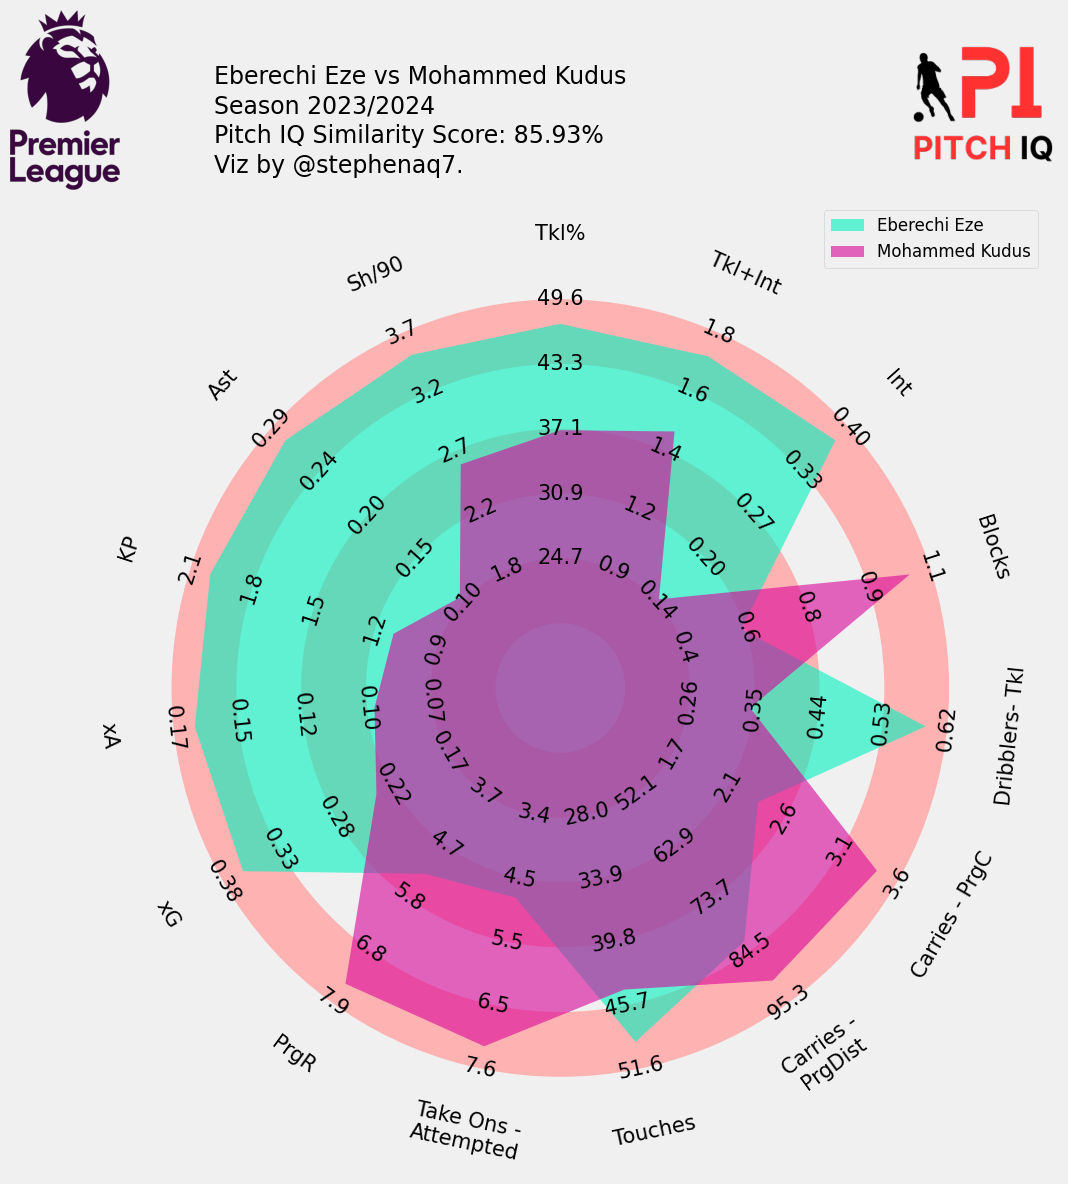 Eberechi Eze vs Mohammed Kudus
Season 2023/2024
Pitch IQ Similarity Score: 85.93%
Viz by @stephenaq7.
Premier
League
PI
PITCH IQ
Eberechi Eze
Mohammed Kudus
Tkl%
49.6
43.3
37.1
30.9
24.7
Tkl+Int
1.8
1.6
1.4
1.2
0.9
Int
0.40
0.33
0.27
0.20
0.14
Blocks
1.1
0.9
0.8
0.6
0.4
Dribblers- Tkl
0.62
0.53
0.44
0.35
0.26
Carries - PrgC
3.6
3.1
2.6
2.1
1.7
Carries -
PrgDist
95.3
84.5
73.7
62.9
52.1
Touches
51.6
45.7
39.8
33.9
28.0
Take Ons -
Attempted
7.6
6.5
5.5
4.5
3.4
PrgR
7.9
6.8
5.8
4.7
3.7
xG
0.38
0.33
0.28
0.22
0.17
xA
0.17
0.15
0.12
0.10
0.07
KP
2.1
1.8
1.5
1.2
0.9
Ast
0.29
0.24
0.20
0.15
0.10
Sh/90
3.7
3.2
2.7
2.2
1.8